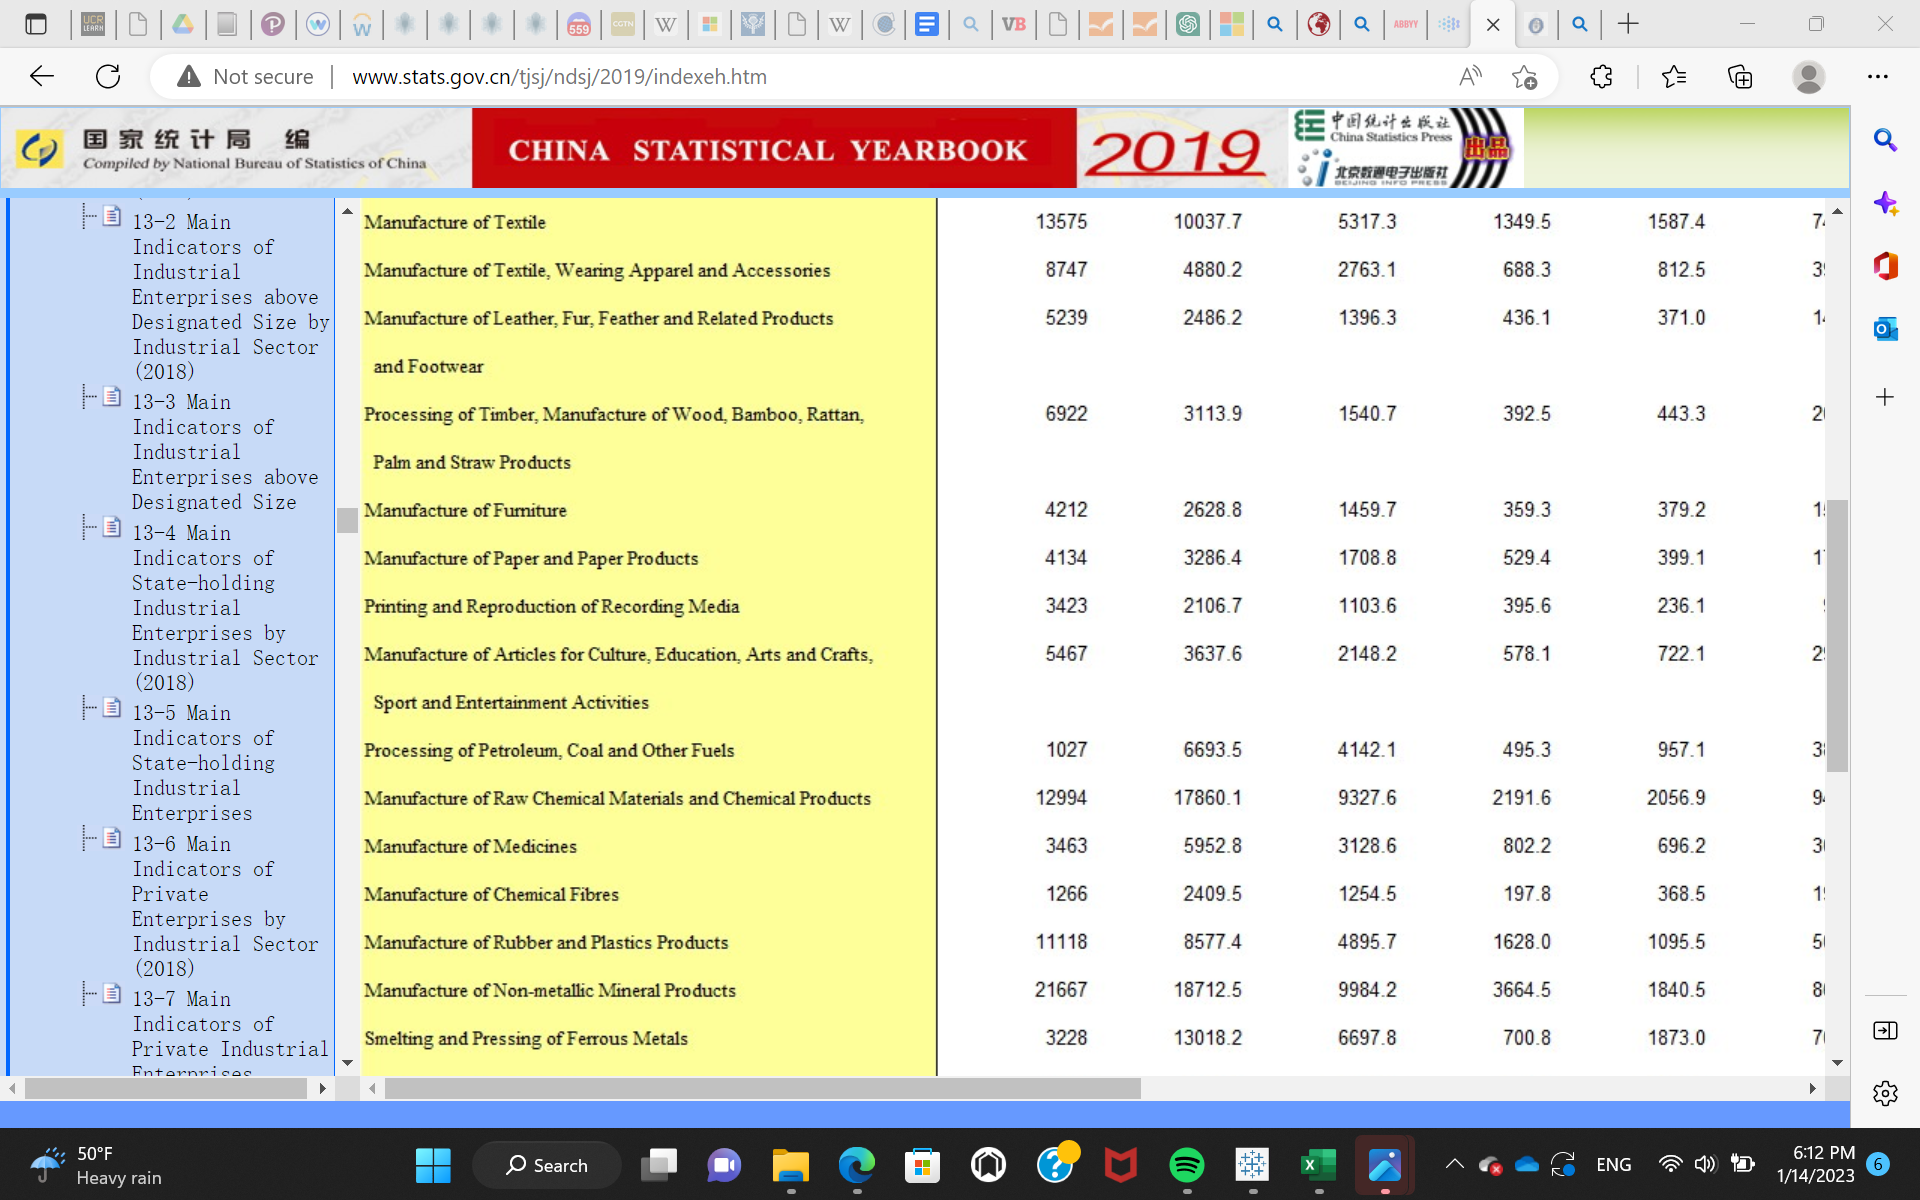 UCR
LEARN
559
CGTN
W
W
VB
ABBYY
Not secure
www.stats.gov.cn/tjsj/ndsj/2019/indexeh.htm
国家统计局 编
Compiled by National Bureau of Statistics of China
CHINA STATISTICAL YEARBOOK
2019
中国统计出版社
China Statistics Press
北京数通电子出版社
BEIJING INFO PRESS
出品
13-2 Main
Indicators of
Industrial
Enterprises above
Designated Size by
Industrial Sector
(2018)
13-3 Main
Indicators of
Industrial
Enterprises above
Designated Size
13-4 Main
Indicators of
State-holding
Industrial
Enterprises by
Industrial Sector
(2018)
13-5 Main
Indicators of
State-holding
Industrial
Enterprises
13-6 Main
Indicators of
Private
Enterprises by
Industrial Sector
(2018)
13-7 Main
Indicators of
Private Industrial
Enterprises
Manufacture of Textile 13575 10037.7 5317.3 1349.5 1587.4
Manufacture of Textile, Wearing Apparel and Accessories 8747 4880.2 2763.1 688.3 812.5
Manufacture of Leather, Fur, Feather and Related Products 5239 2486.2 1396.3 436.1 371.0
and Footwear
Processing of Timber, Manufacture of Wood, Bamboo, Rattan, 6922 3113.9 1540.7 392.5 443.3
Palm and Straw Products
Manufacture of Furniture 4212 2628.8 1459.7 359.3 379.2
Manufacture of Paper and Paper Products 4134 3286.4 1708.8 529.4 399.1
Printing and Reproduction of Recording Media 3423 2106.7 1103.6 395.6 236.1
Manufacture of Articles for Culture, Education, Arts and Crafts, 5467 3637.6 2148.2 578.1 722.1
Sport and Entertainment Activities
Processing of Petroleum, Coal and Other Fuels 1027 6693.5 4142.1 495.3 957.1
Manufacture of Raw Chemical Materials and Chemical Products 12994 17860.1 9327.6 2191.6 2056.9
Manufacture of Medicines 3463 5952.8 3128.6 802.2 696.2
Manufacture of Chemical Fibres 1266 2409.5 1254.5 197.8 368.5
Manufacture of Rubber and Plastics Products 11118 8577.4 4895.7 1628.0 1095.5
Manufacture of Non-metallic Mineral Products 21667 18712.5 9984.2 3664.5 1840.5
Smelting and Pressing of Ferrous Metals 3228 13018.2 6697.8 700.8 1873.0
50°F
Heavy rain
Search
ENG
6:12 PM
1/14/2023
6